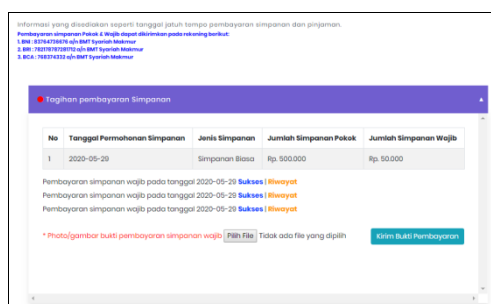 Informasi yang disediakan seperti tanggal jatuh tempo pembayaran simpanan dan pinjaman.
Pembayaran simpanan Pokok & Wajib dapat dikirimkan pada rekening berikut:
1. BNI : 83764736676 a/n BMT Syariah Makmur
2. BRI : 782178787281712 a/n BMT Syariah Makmur
3. BCA : 768374332 a/n BMT Syariah Makmur
Tagihan pembayaran Simpanan
No Tanggal Permohonan Simpanan Jenis Simpanan Jumlah Simpanan Pokok Jumlah Simpanan Wajib
1 2020-05-29 Simpanan Biasa Rp. 500.000 Rp. 50.000
Pembayaran simpanan wajib pada tanggal 2020-05-29 Sukses | Riwayat
Pembayaran simpanan wajib pada tanggal 2020-05-29 Sukses | Riwayat
Pembayaran simpanan wajib pada tanggal 2020-05-29 Sukses | Riwayat
* Photo/gambar bukti pembayaran simpanan wajib Pilih File Tidak ada file yang dipilih Kirim Bukti Pembayaran